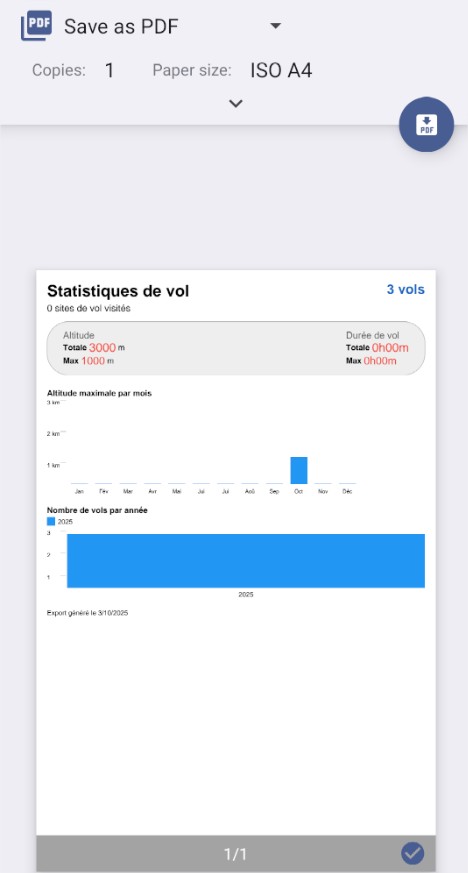 PDF
Save as PDF
Copies: 1 Paper size: ISO A4
PDF
Statistiques de vol 3 vols
0 sites de vol visités
Altitude Durée de vol
Totale 3000 m Totale 0h00m
Max 1000 m Max 0h00m
Altitude maximale par mois
3 km
2 km
1 km
Jan Fév Mar Avr Mai Jui Jul Aoû Sep Oct Nov Déc
Nombre de vols par année
2025
3
2
1
2025
Export généré le 3/10/2025
1/1